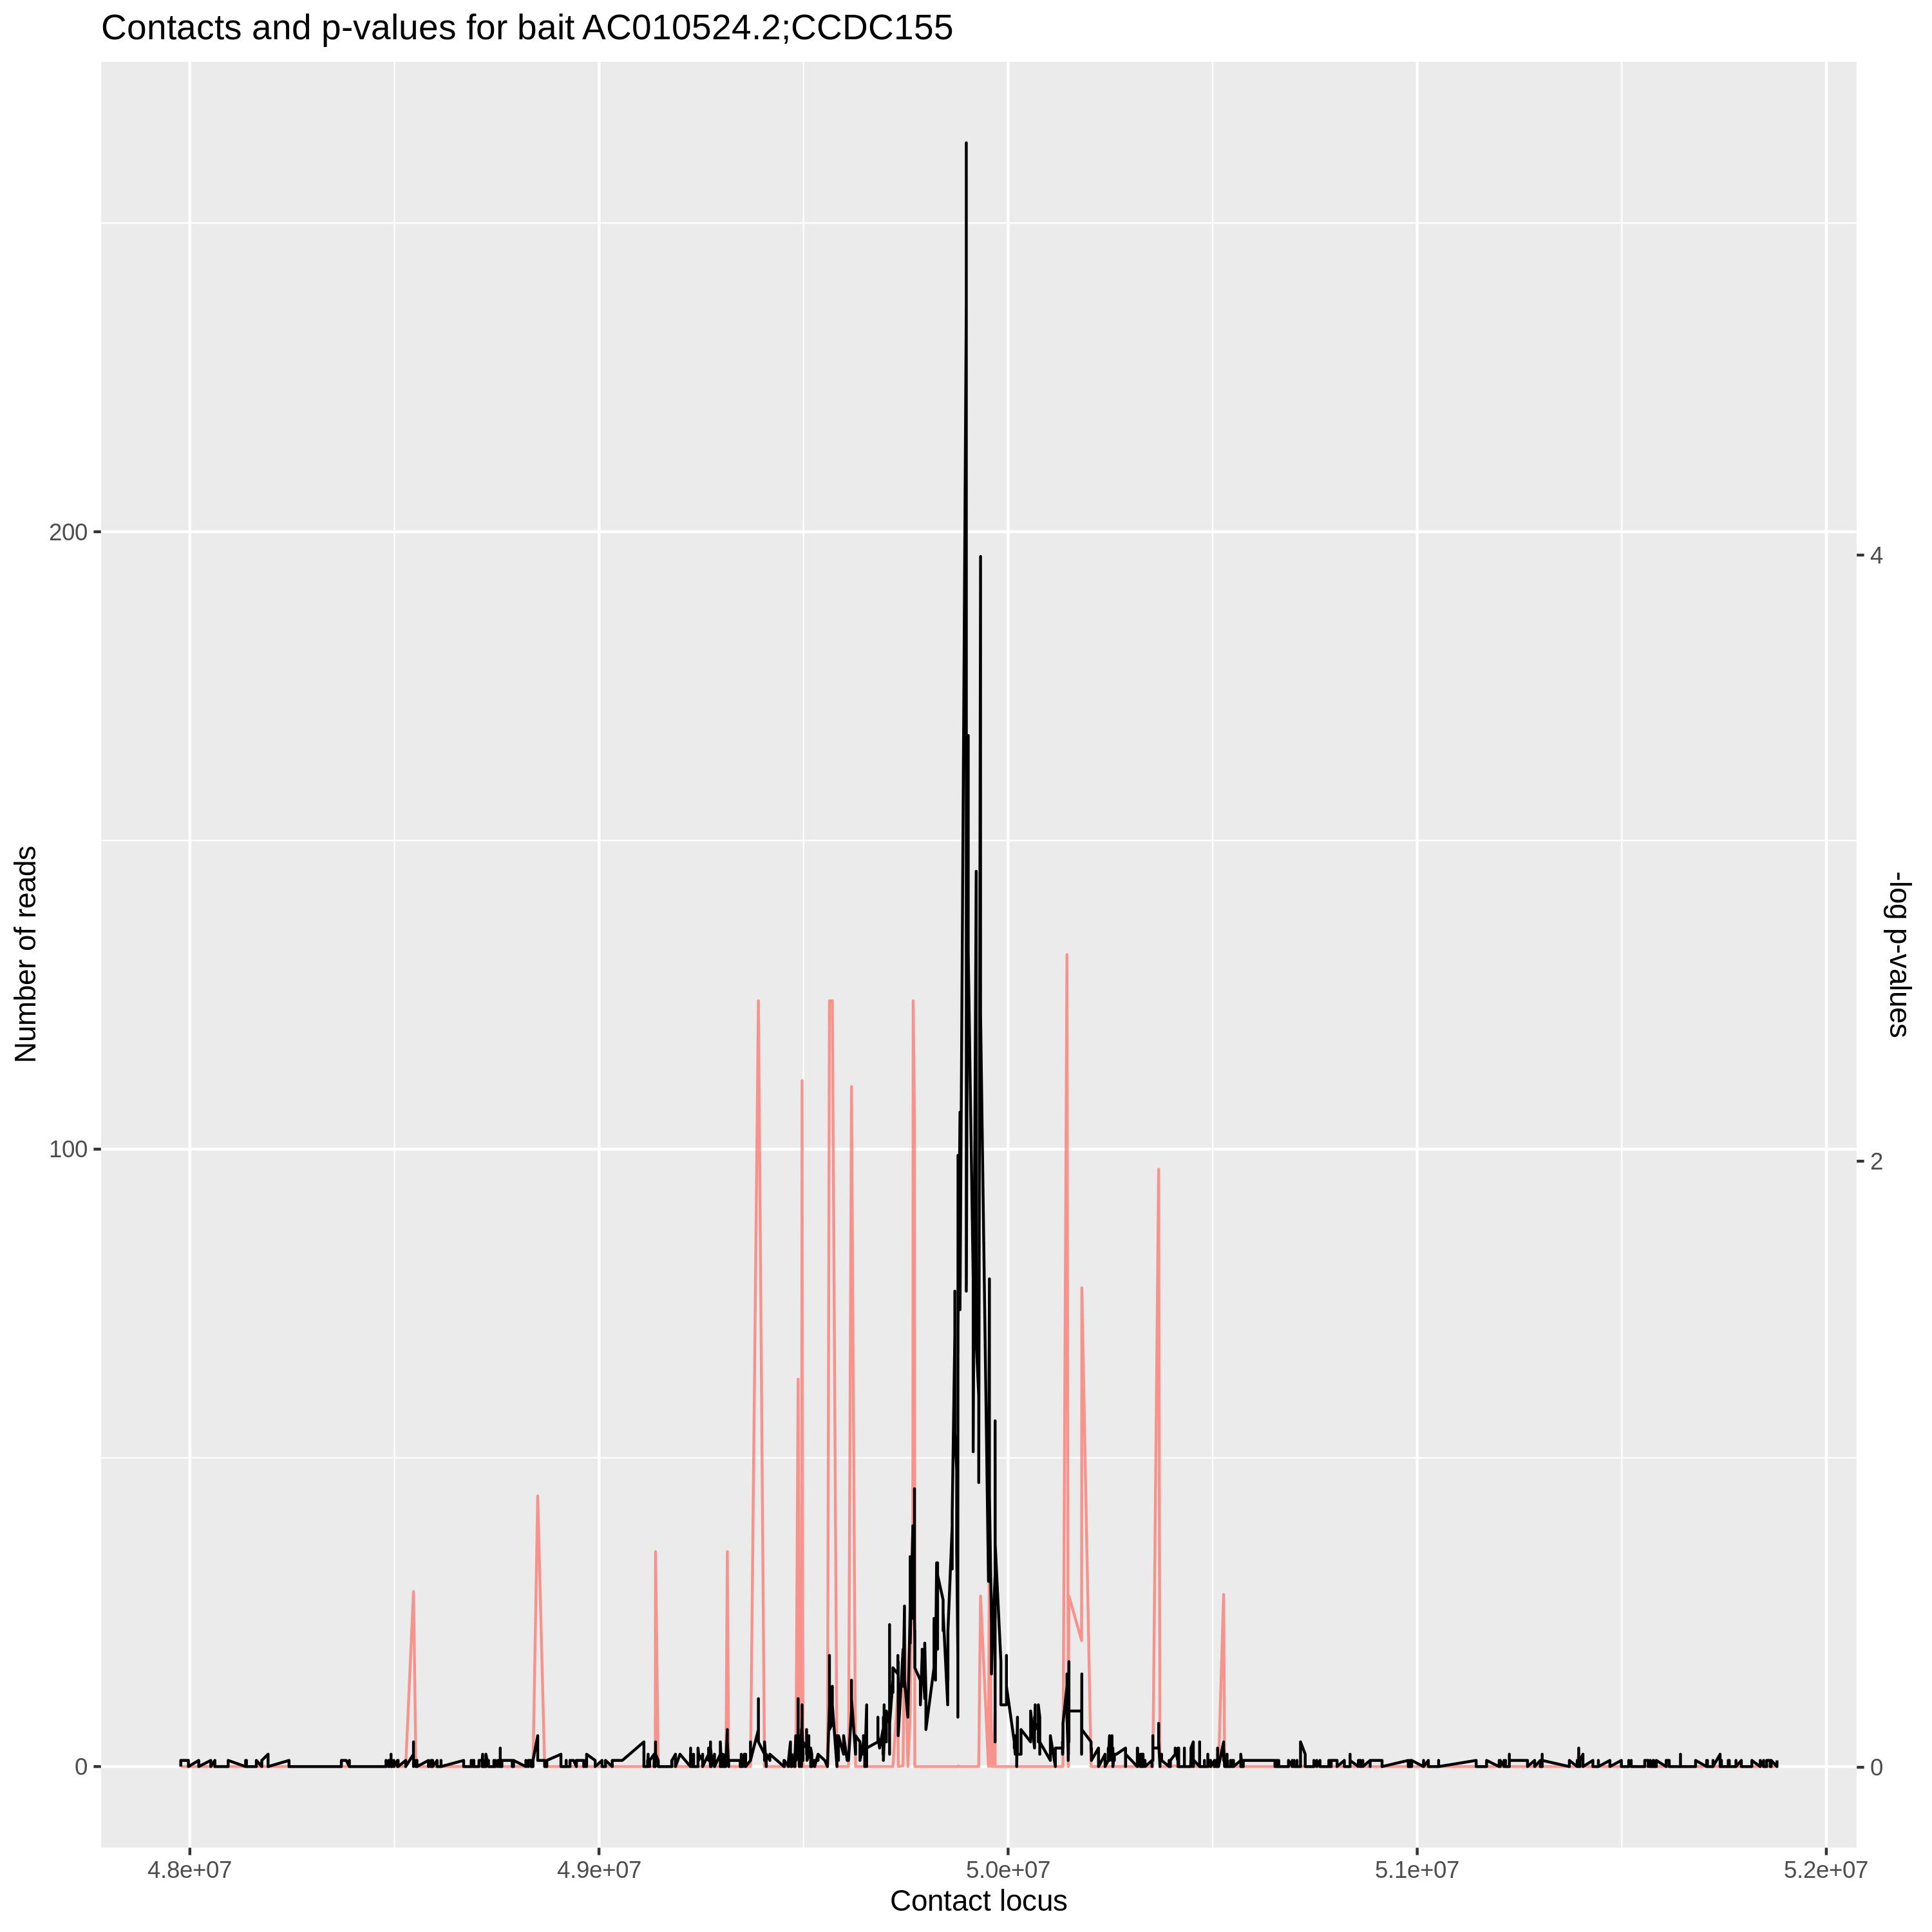 Contacts and p-values for bait AC010524.2;CCDC155
Number of reads
200
100
0
-log p-values
4
2
0
4.8e+07
4.9e+07
5.0e+07
5.1e+07
5.2e+07
Contact locus